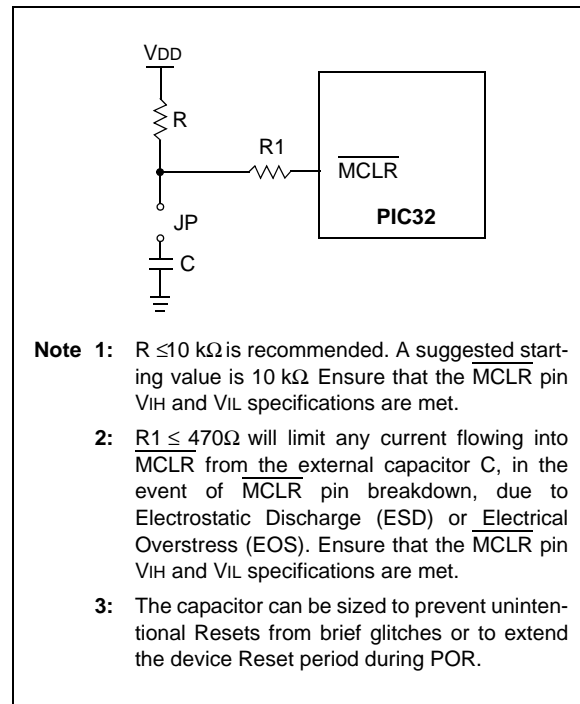 VDD
R
R1
MCLR
PIC32
JP
C
Note 1: R ≤10 kΩ is recommended. A suggested start-
ing value is 10 kΩ Ensure that the MCLR pin
VIH and VIL specifications are met.
2: R1 ≤ 470Ω will limit any current flowing into
MCLR from the external capacitor C, in the
event of MCLR pin breakdown, due to
Electrostatic Discharge (ESD) or Electrical
Overstress (EOS). Ensure that the MCLR pin
VIH and VIL specifications are met.
3: The capacitor can be sized to prevent uninten-
tional Resets from brief glitches or to extend
the device Reset period during POR.